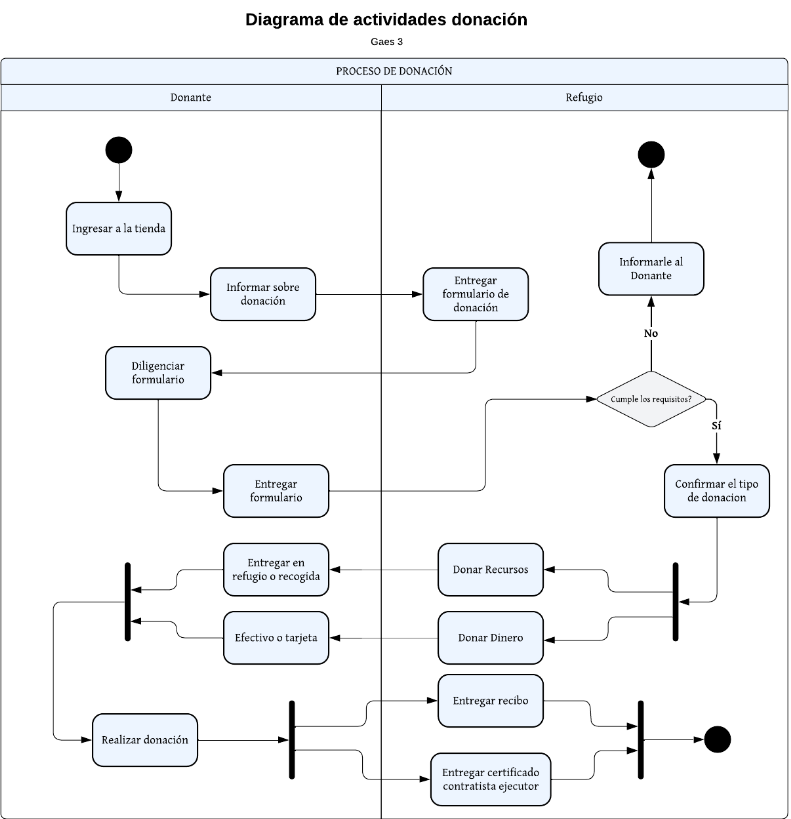 Diagrama de actividades donación
Gaes 3
PROCESO DE DONACIÓN
Donante
Refugio
Ingresar a la tienda
Informar sobre
donación
Entregar
formulario de
donación
Informarle al
Donante
No
Diligenciar
formulario
Cumple los requisitos?
Sí
Entregar
formulario
Confirmar el tipo
de donacion
Entregar en
refugio o recogida
Donar Recursos
Efectivo o tarjeta
Donar Dinero
Realizar donación
Entregar recibo
Entregar certificado
contratista ejecutor